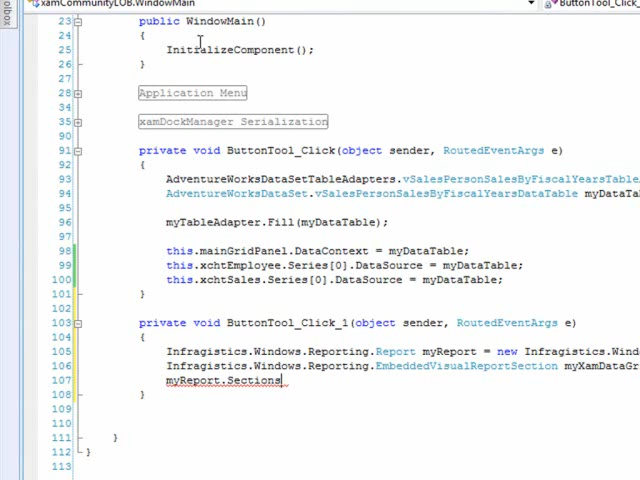 xamCommunityLOB.WindowMain ButtonTool_Click
olbox
23 public WindowMain()
24 {
25 InitializeComponent();
26 }
27
28 Application Menu
34
35 xamDockManager Serialization
90
91 private void ButtonTool_Click(object sender, RoutedEventArgs e)
92 {
93 AdventureWorksDataSetTableAdapters.vSalesPersonSalesByFiscalYearsTable
94 AdventureWorksDataSet.vSalesPersonSalesByFiscalYearsDataTable myDataTa
95
96 myTableAdapter.Fill(myDataTable);
97
98 this.mainGridPanel.DataContext = myDataTable;
99 this.xchtEmployee.Series[0].DataSource = myDataTable;
100 this.xchtSales.Series[0].DataSource = myDataTable;
101 }
102
103 private void ButtonTool_Click_1(object sender, RoutedEventArgs e)
104 {
105 Infragistics.Windows.Reporting.Report myReport = new Infragistics.Wind
106 Infragistics.Windows.Reporting.EmbeddedVisualReportSection myXamDataGr
107 myReport.Sections
108 }
109
110
111 }
112 }
113